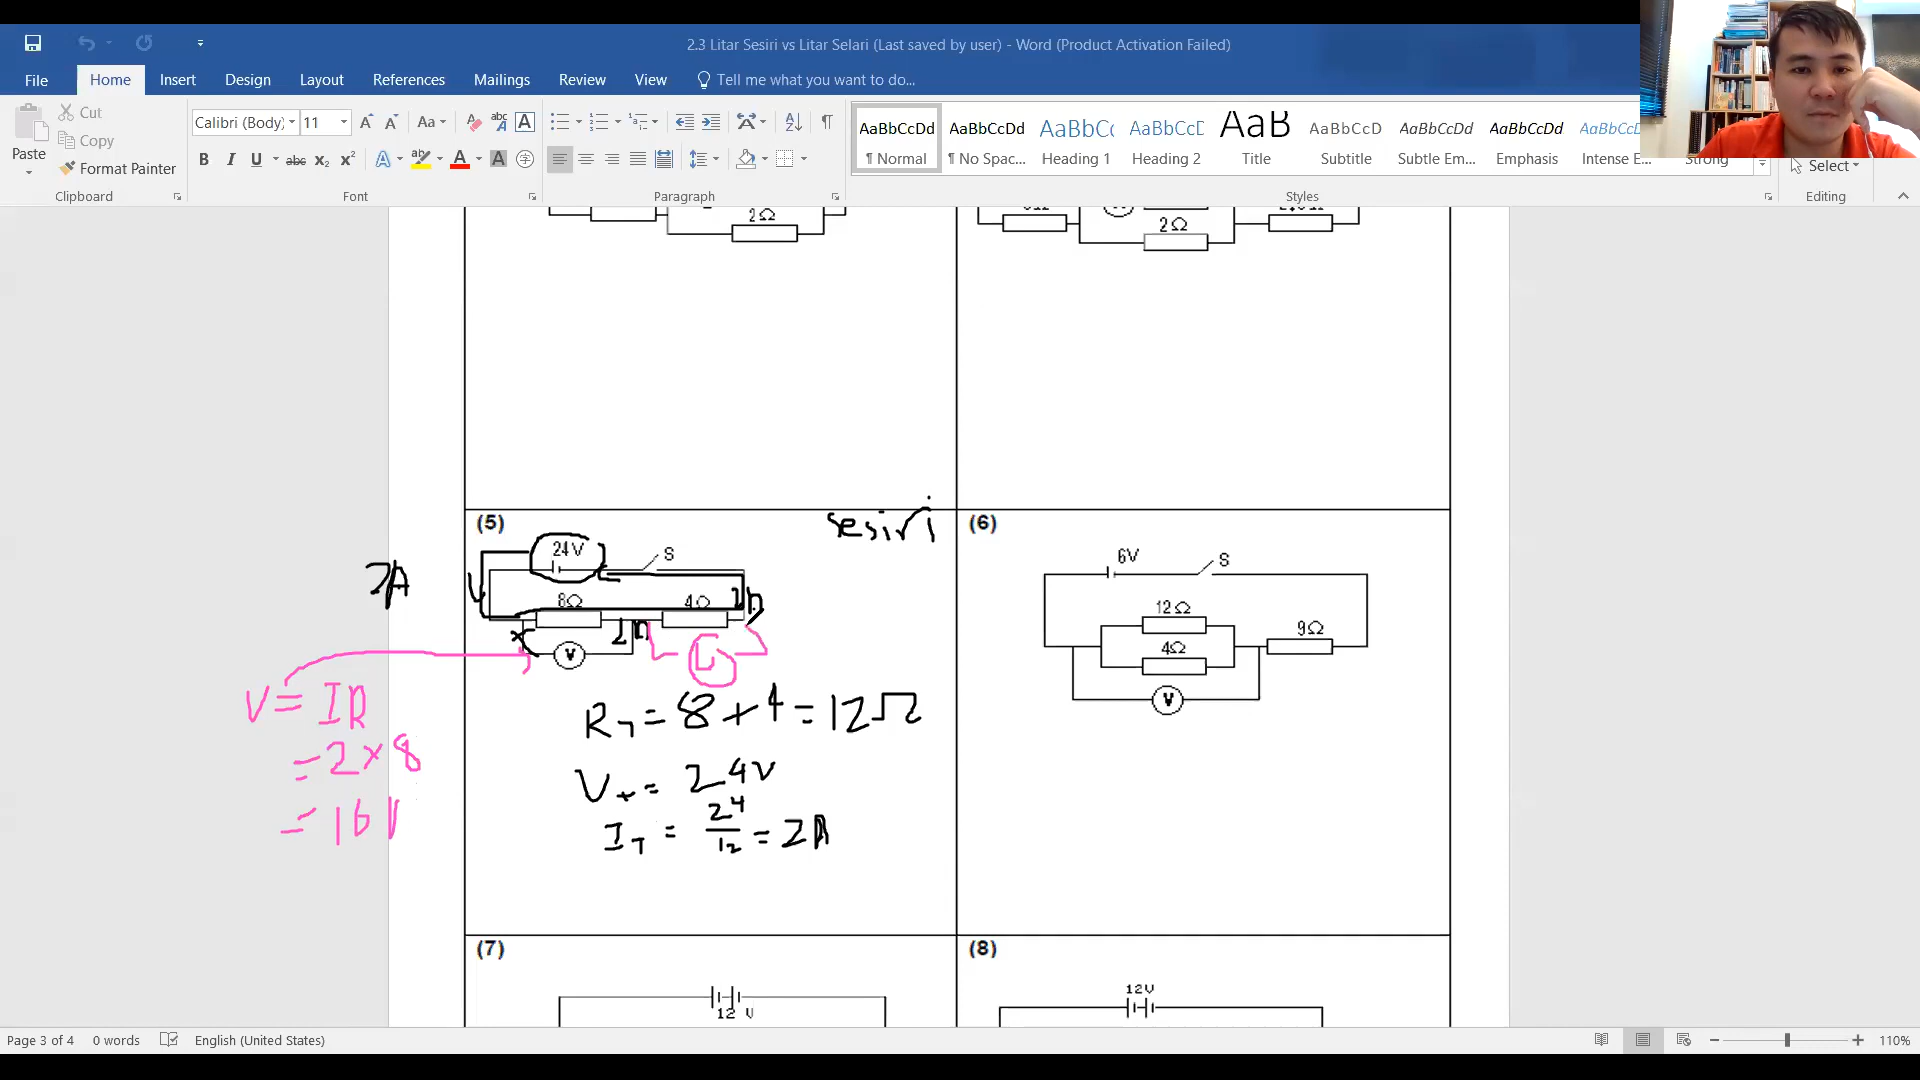 2.3 Litar Sesiri vs Litar Selari (Last saved by user) - Word (Product Activation Failed)
File Home Insert Design Layout References Mailings Review View Tell me what you want to do...
Paste
Cut
Copy
Format Painter
Clipboard
Calibri (Body) 11
Font
Paragraph
AaBbCcDd AaBbCcDd AaBbCc AaBbCcD AaB AaBbCcD AaBbCcDd AaBbCcDd AaBbCcDd
¶ Normal ¶ No Spac... Heading 1 Heading 2 Title Subtitle Subtle Em... Emphasis Intense E... Strong
Styles
Select
Editing
2Ω
2Ω
(5)
sesiri
24V
S
8Ω
4Ω
V
2A
RT = 8 + 4 = 12Ω
VT = 24V
IT = 24/12 = 2A
V = IR
= 2 × 8
= 16V
(6)
6V
S
12Ω
4Ω
9Ω
V
(7)
12 V
(8)
12V
Page 3 of 4 0 words English (United States) 110%